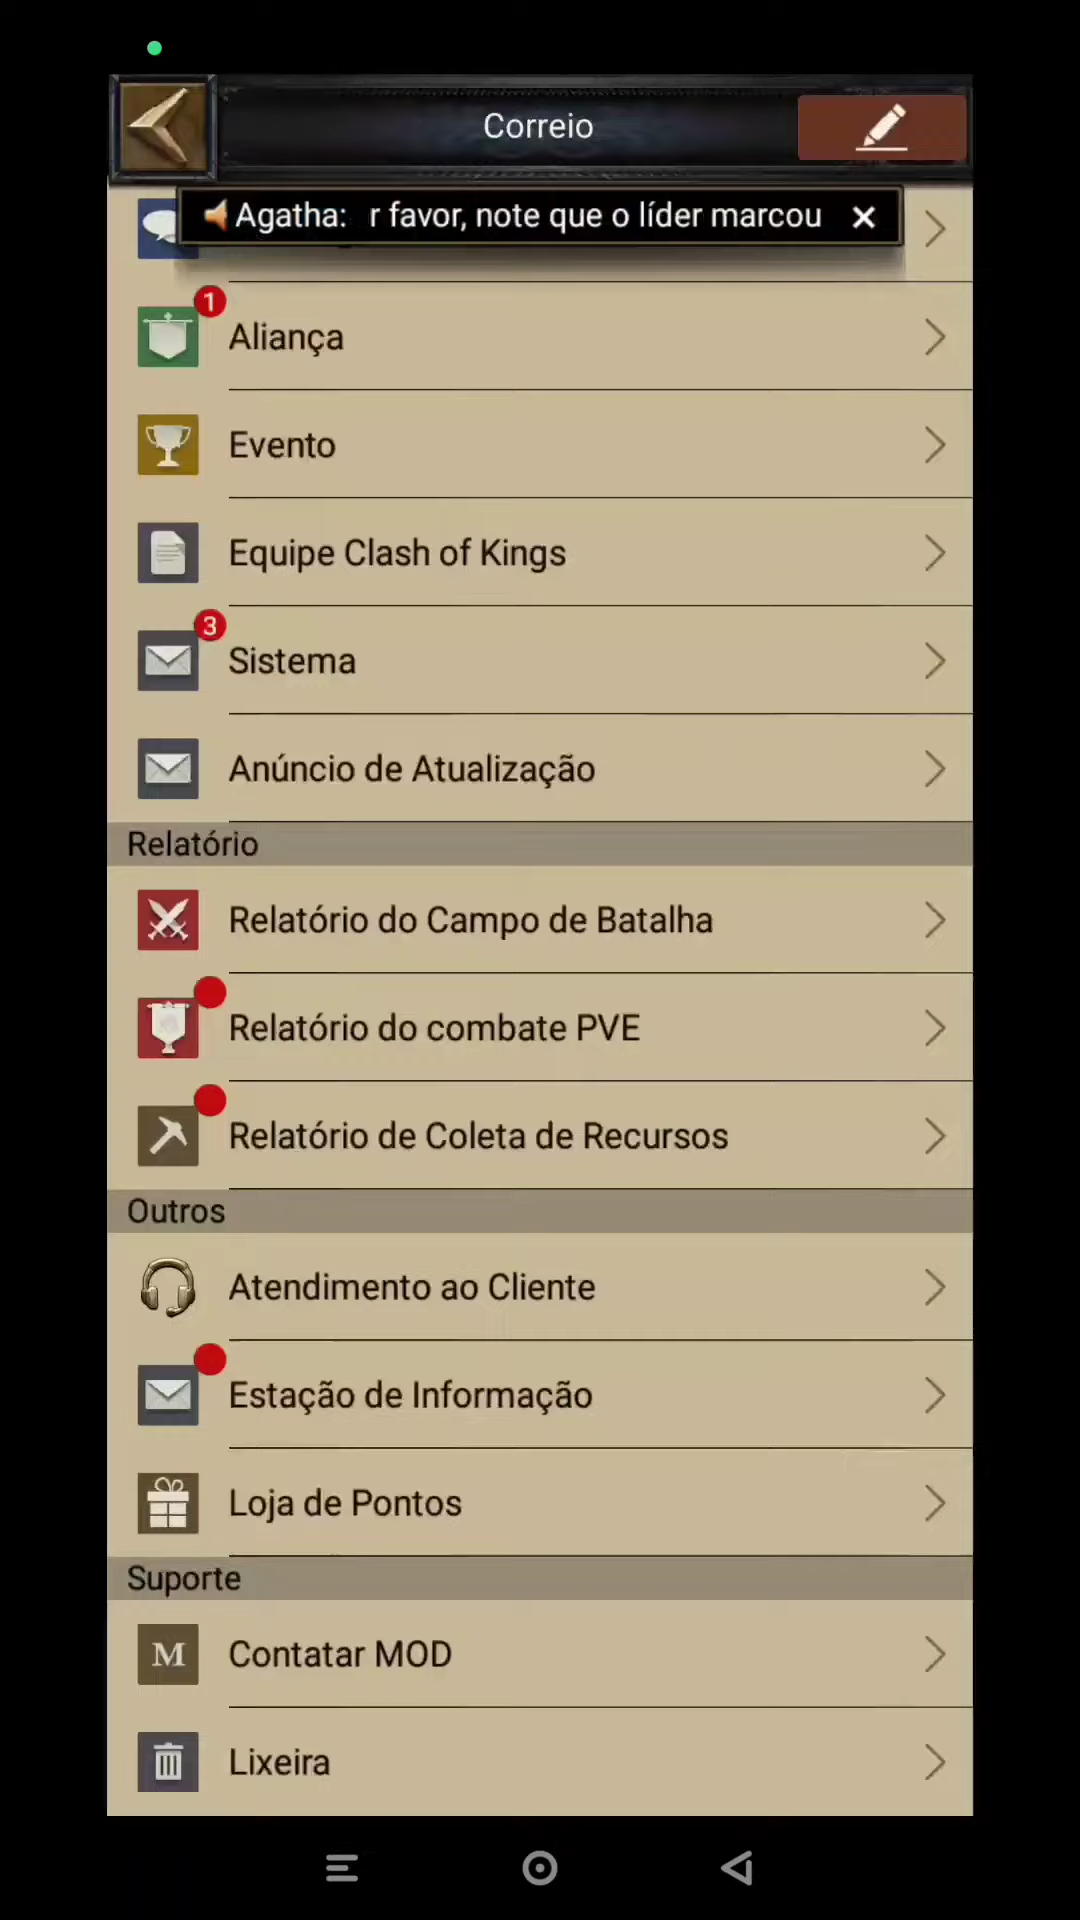 Correio
Agatha: r favor, note que o líder marcou
1
Aliança
Evento
Equipe Clash of Kings
3
Sistema
Anúncio de Atualização
Relatório
Relatório do Campo de Batalha
Relatório do combate PVE
Relatório de Coleta de Recursos
Outros
Atendimento ao Cliente
Estação de Informação
Loja de Pontos
Suporte
M
Contatar MOD
Lixeira